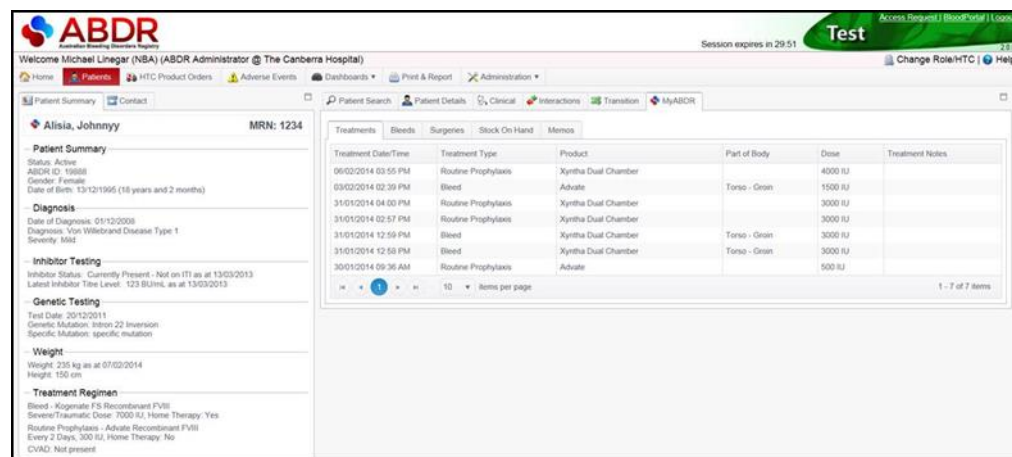 ABDR
Australian Bleeding Disorders Registry
Session expires in 29:51
Test
Access Request | BloodPortal | Logout
Welcome Michael Linegar (NBA) (ABDR Administrator @ The Canberra Hospital)
Change Role/HTC | Help
Home Patients HTC Product Orders Adverse Events Dashboards Print & Report Administration
Patient Summary Contact
Patient Search Patient Details Clinical Interactions Transition MyABDR
Alisia, Johnnyy MRN: 1234
Treatments Bleeds Surgeries Stock On Hand Memos
Patient Summary
Status: Active
ABDR ID: 19888
Gender: Female
Date of Birth: 13/12/1995 (18 years and 2 months)
Diagnosis
Date of Diagnosis: 01/12/2008
Diagnosis: Von Willebrand Disease Type 1
Severity: Mild
Inhibitor Testing
Inhibitor Status: Currently Present - Not on ITI as at 13/03/2013
Latest Inhibitor Titre Level: 123 BU/mL as at 13/03/2013
Genetic Testing
Test Date: 20/12/2011
Genetic Mutation: Intron 22 Inversion
Specific Mutation: specific mutation
Weight
Weight: 235 kg as at 07/02/2014
Height: 150 cm
Treatment Regimen
Bleed - Kogenate FS Recombinant FVIII
Severe/Traumatic Dose: 7000 IU, Home Therapy: Yes
Routine Prophylaxis - Advate Recombinant FVIII
Every 2 Days, 300 IU, Home Therapy: No
CVAD: Not present
Treatment Date/Time Treatment Type Product Part of Body Dose Treatment Notes
06/02/2014 03:55 PM Routine Prophylaxis Xyntha Dual Chamber 4000 IU
03/02/2014 02:39 PM Bleed Advate Torso - Groin 1500 IU
31/01/2014 04:00 PM Routine Prophylaxis Xyntha Dual Chamber 3000 IU
31/01/2014 02:57 PM Routine Prophylaxis Xyntha Dual Chamber 3000 IU
31/01/2014 12:59 PM Bleed Xyntha Dual Chamber Torso - Groin 3000 IU
31/01/2014 12:58 PM Bleed Xyntha Dual Chamber Torso - Groin 3000 IU
30/01/2014 09:36 AM Routine Prophylaxis Advate 500 IU
1 10 items per page 1 - 7 of 7 items